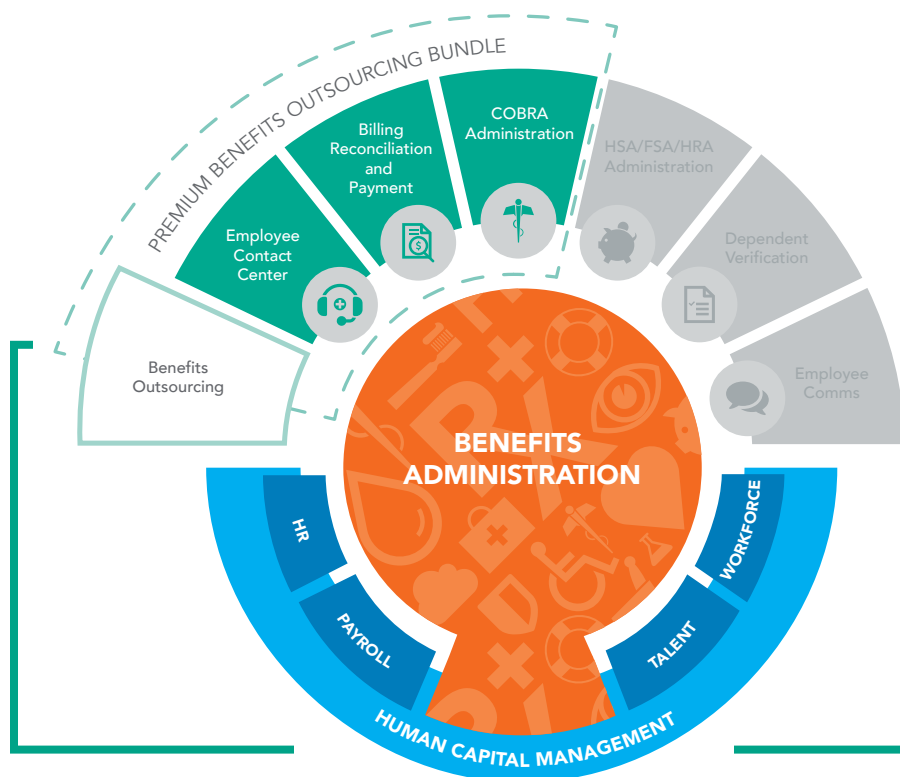 PREMIUM BENEFITS OUTSOURCING BUNDLE
Benefits
Outsourcing
Employee
Contact
Center
Billing
Reconciliation
and
Payment
COBRA
Administration
HSA/FSA/HRA
Administration
Dependent
Verification
Employee
Comms
BENEFITS
ADMINISTRATION
HR
PAYROLL
TALENT
WORKFORCE
HUMAN CAPITAL MANAGEMENT